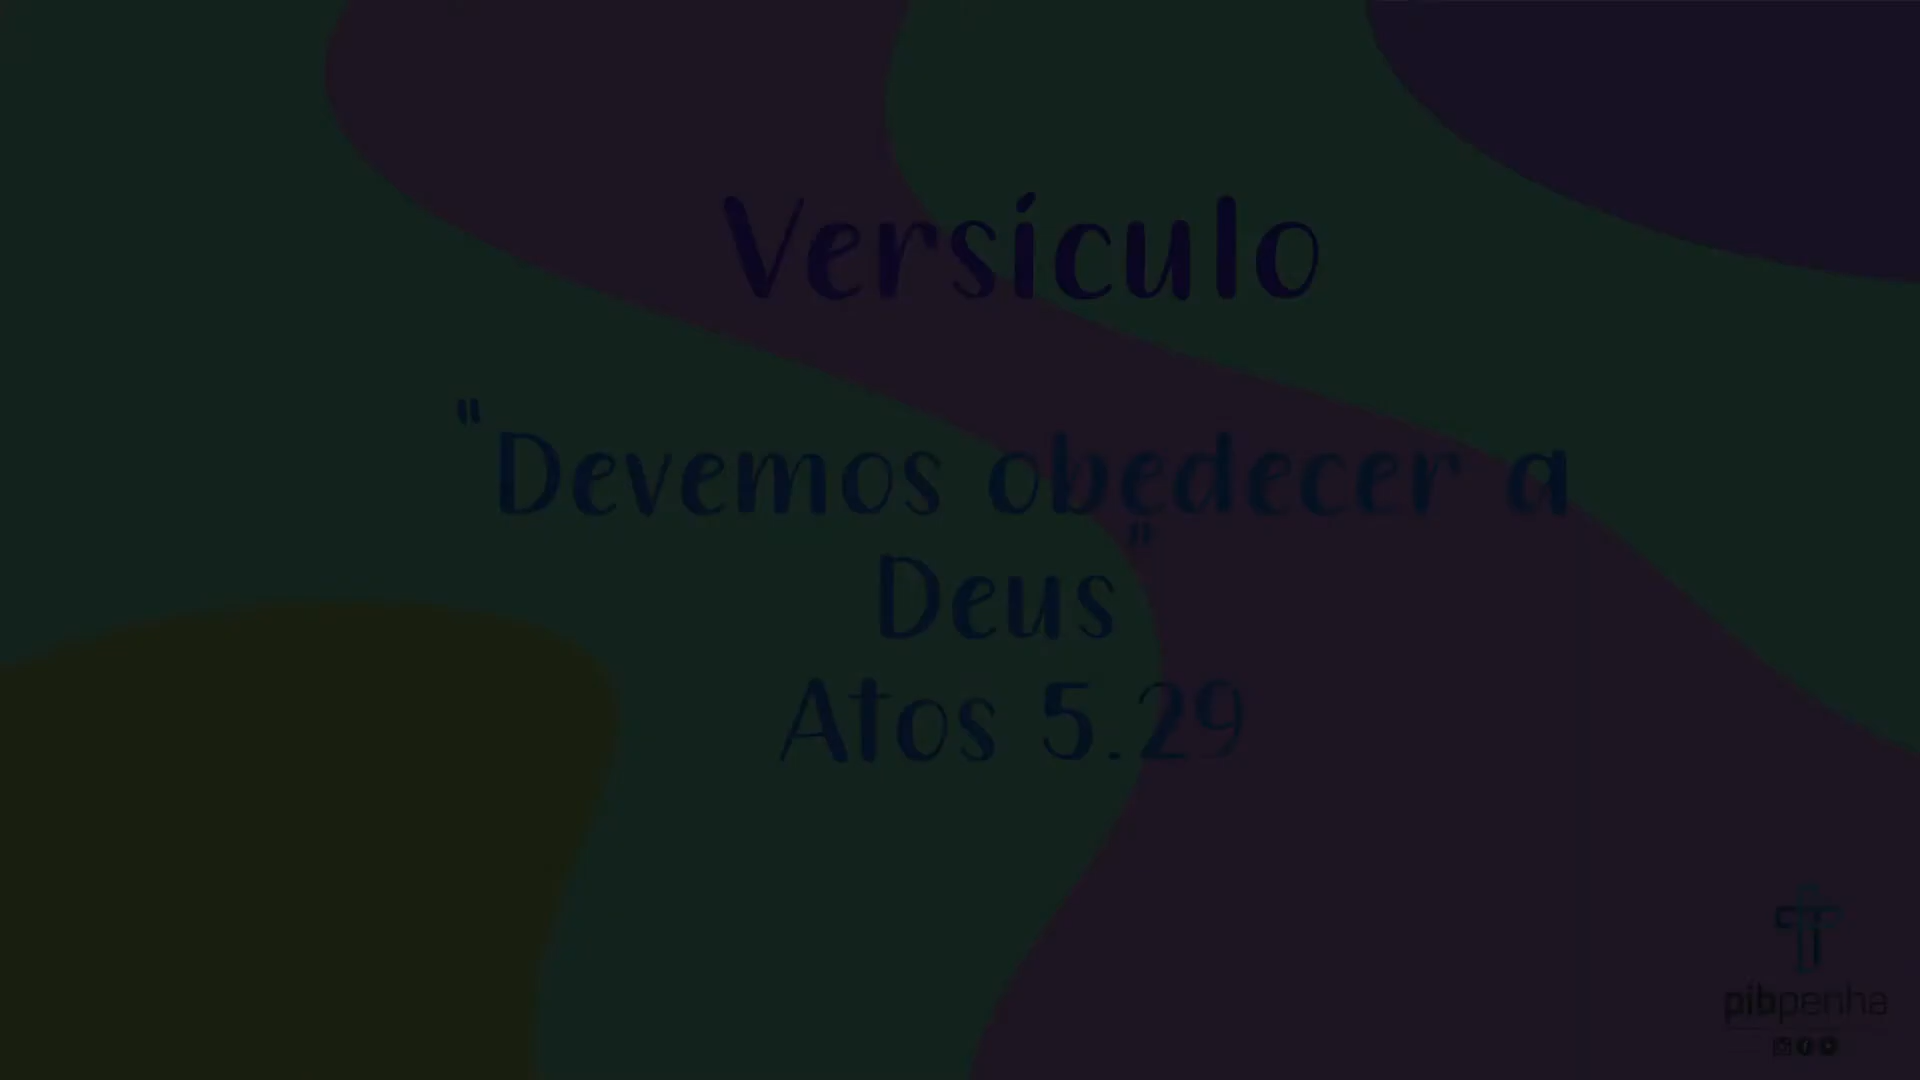 Versículo
"Devemos obedecer a
Deus"
Atos 5.29
pibpenha